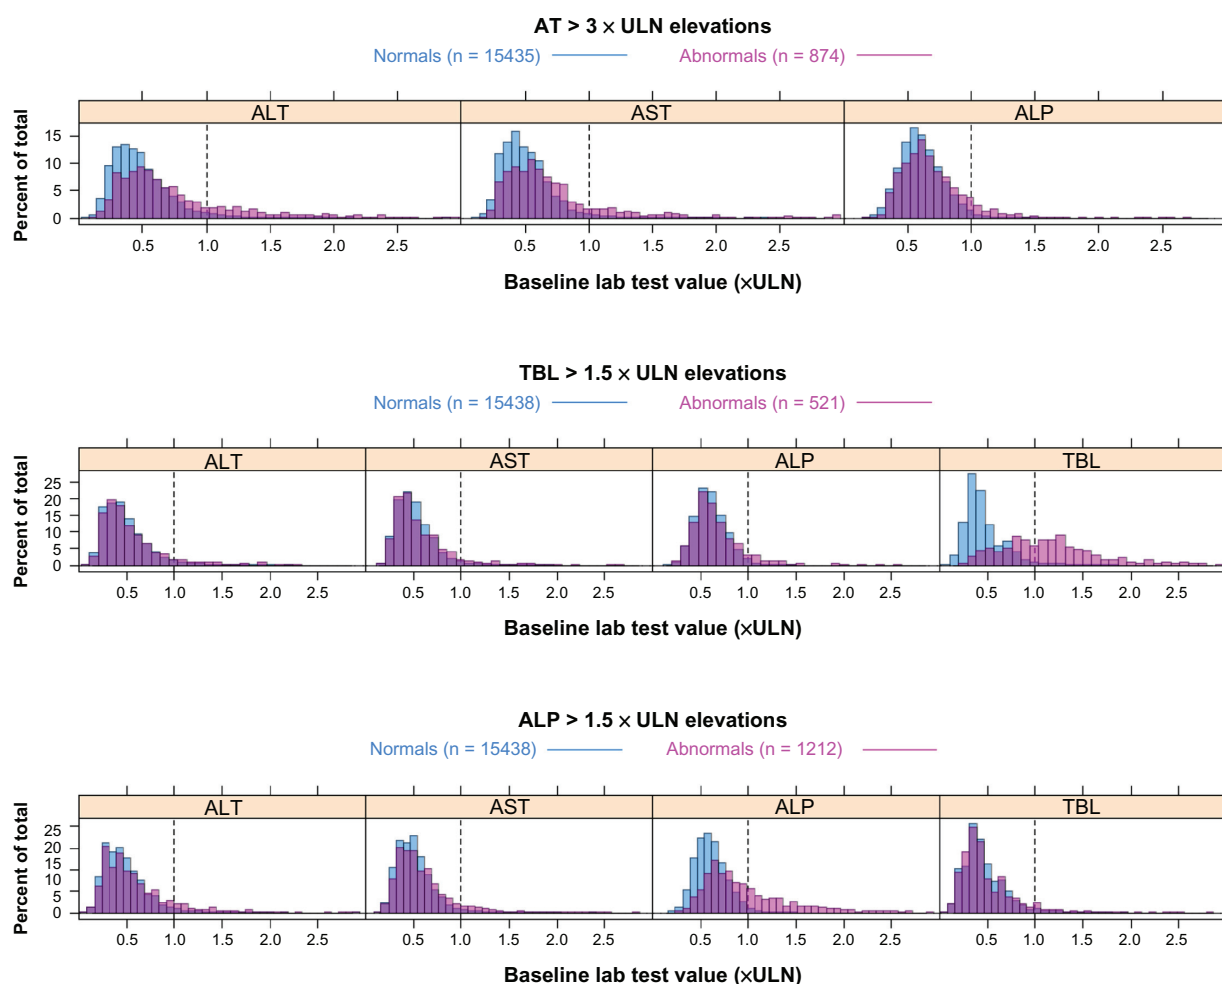 AT > 3 × ULN elevations
Normals (n = 15435) Abnormals (n = 874)
ALT AST ALP
Percent of total
15
10
5
0
0.5 1.0 1.5 2.0 2.5 0.5 1.0 1.5 2.0 2.5 0.5 1.0 1.5 2.0 2.5
Baseline lab test value (×ULN)
TBL > 1.5 × ULN elevations
Normals (n = 15438) Abnormals (n = 521)
ALT AST ALP TBL
Percent of total
25
20
15
10
5
0
0.5 1.0 1.5 2.0 2.5 0.5 1.0 1.5 2.0 2.5 0.5 1.0 1.5 2.0 2.5 0.5 1.0 1.5 2.0 2.5
Baseline lab test value (×ULN)
ALP > 1.5 × ULN elevations
Normals (n = 15438) Abnormals (n = 1212)
ALT AST ALP TBL
Percent of total
25
20
15
10
5
0
0.5 1.0 1.5 2.0 2.5 0.5 1.0 1.5 2.0 2.5 0.5 1.0 1.5 2.0 2.5 0.5 1.0 1.5 2.0 2.5
Baseline lab test value (×ULN)